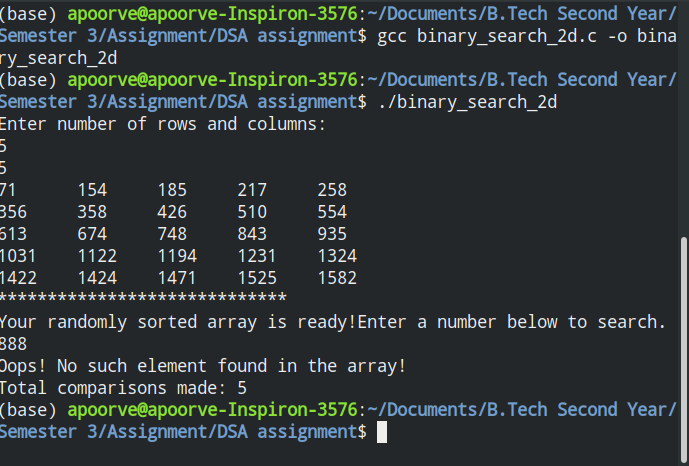 (base) apoorve@apoorve-Inspiron-3576:~/Documents/B.Tech Second Year/
Semester 3/Assignment/DSA assignment$ gcc binary_search_2d.c -o bina
ry_search_2d
(base) apoorve@apoorve-Inspiron-3576:~/Documents/B.Tech Second Year/
Semester 3/Assignment/DSA assignment$ ./binary_search_2d
Enter number of rows and columns:
5
5
71 154 185 217 258
356 358 426 510 554
613 674 748 843 935
1031 1122 1194 1231 1324
1422 1424 1471 1525 1582
*****************************
Your randomly sorted array is ready!Enter a number below to search.
888
Oops! No such element found in the array!
Total comparisons made: 5
(base) apoorve@apoorve-Inspiron-3576:~/Documents/B.Tech Second Year/
Semester 3/Assignment/DSA assignment$